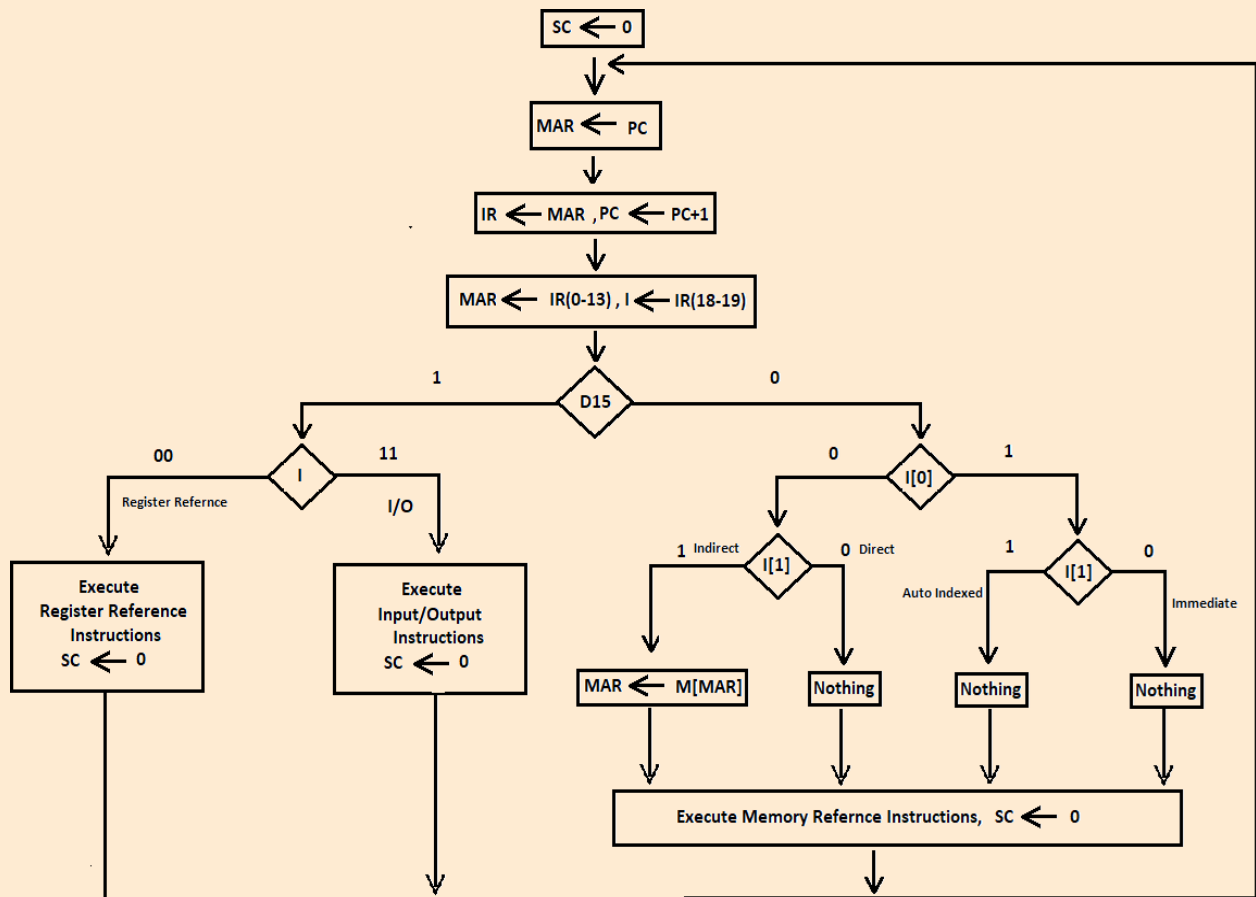 SC ← 0
MAR ← PC
IR ← MAR , PC ← PC+1
MAR ← IR(0-13) , I ← IR(18-19)
1
0
D15
00
11
I
Register Refernce
I/O
0
1
I[0]
1 Indirect
0 Direct
I[1]
1
0
I[1]
Auto Indexed
Immediate
Execute
Register Reference
Instructions
SC ← 0
Execute
Input/Output
Instructions
SC ← 0
MAR ← M[MAR]
Nothing
Nothing
Nothing
Execute Memory Refernce Instructions, SC ← 0